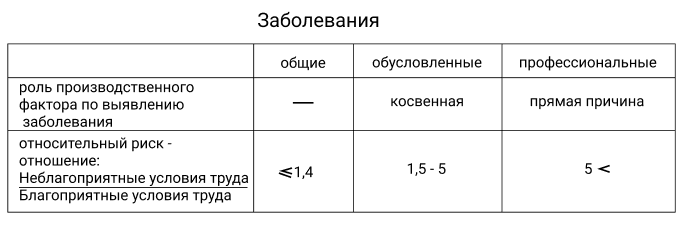 Заболевания
общие обусловленные профессиональные
роль производственного
фактора по выявлению
заболевания
— косвенная прямая причина
относительный риск -
отношение:
Неблагоприятные условия труда
Благоприятные условия труда
⩽1,4 1,5 - 5 5 <